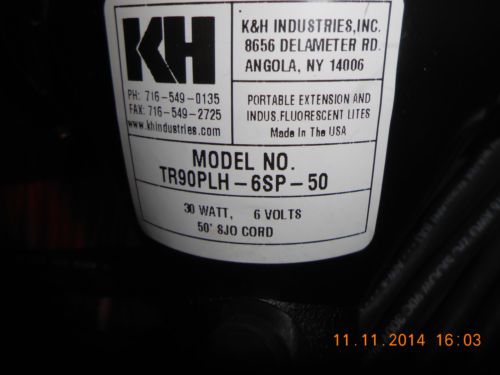 KH
K&H INDUSTRIES,INC.
8656 DELAMETER RD.
ANGOLA, NY 14006
PH: 716-549-0135
FAX: 716-549-2725
www.khindustries.com
PORTABLE EXTENSION AND
INDUS.FLUORESCENT LITES
Made In The USA
MODEL NO.
TR90PLH-6SP-50
30 WATT, 6 VOLTS
50' SJO CORD
11.11.2014 16:03